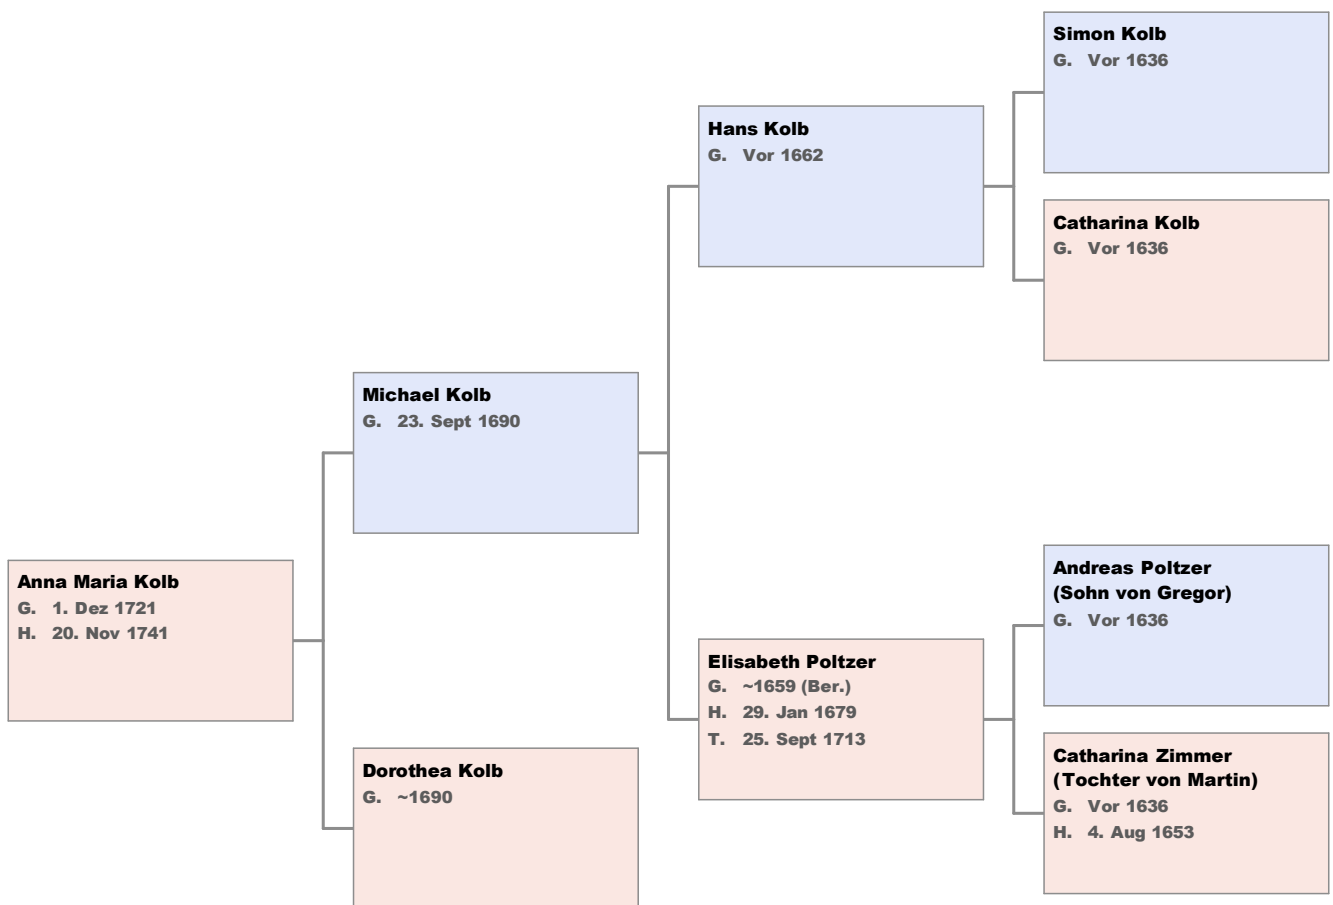 Simon Kolb
G. Vor 1636
Hans Kolb
G. Vor 1662
Catharina Kolb
G. Vor 1636
Michael Kolb
G. 23. Sept 1690
Anna Maria Kolb
G. 1. Dez 1721
H. 20. Nov 1741
Andreas Poltzer
(Sohn von Gregor)
G. Vor 1636
Elisabeth Poltzer
G. ~1659 (Ber.)
H. 29. Jan 1679
T. 25. Sept 1713
Catharina Zimmer
(Tochter von Martin)
G. Vor 1636
H. 4. Aug 1653
Dorothea Kolb
G. ~1690